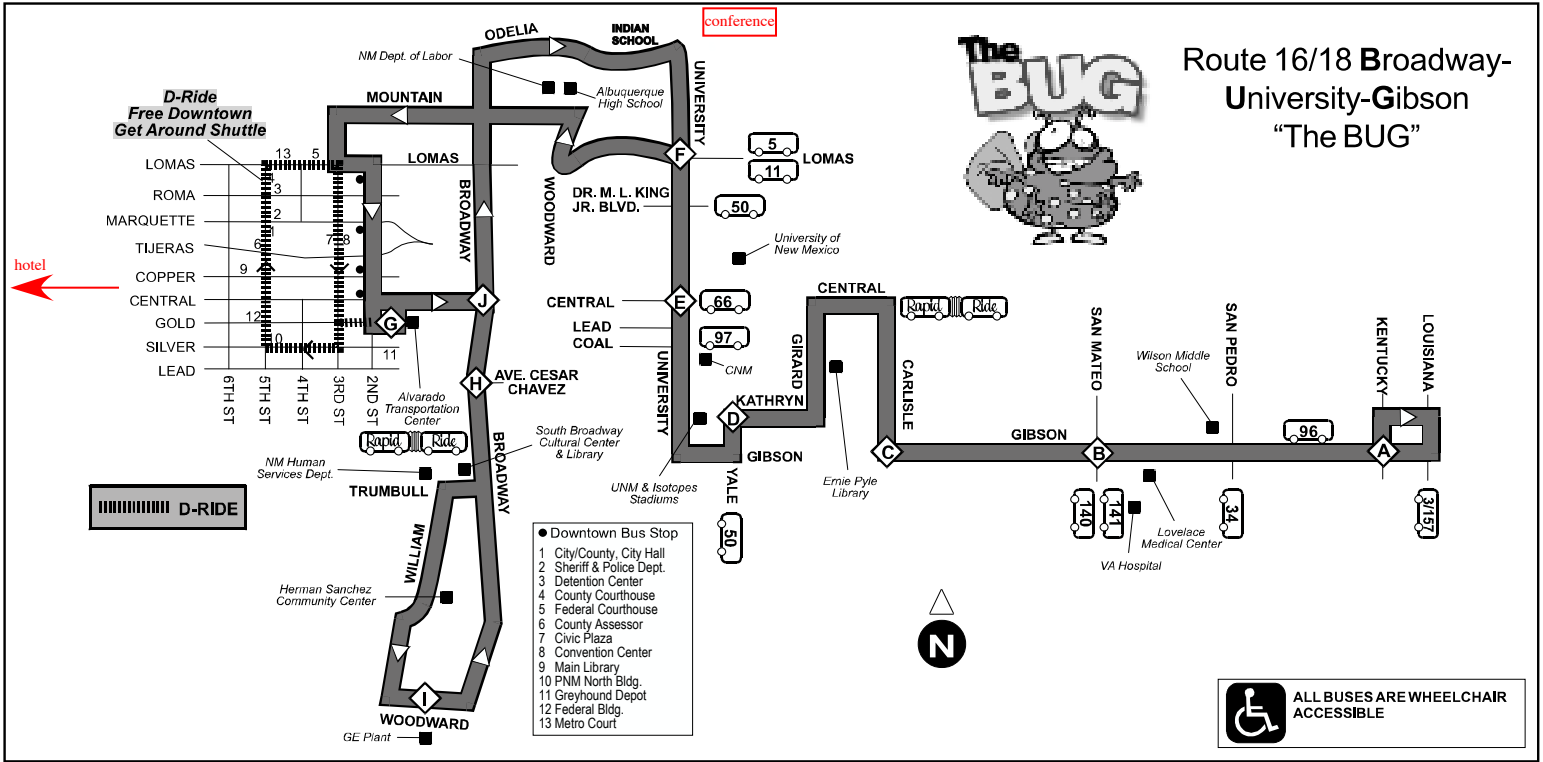 conference
The
BUG
Route 16/18 Broadway-
University-Gibson
“The BUG”
ODELIA
INDIAN
SCHOOL
NM Dept. of Labor
Albuquerque
High School
UNIVERSITY
MOUNTAIN
D-Ride
Free Downtown
Get Around Shuttle
LOMAS
ROMA
MARQUETTE
TIJERAS
COPPER
CENTRAL
GOLD
SILVER
LEAD
hotel
13
5
4
3
2
1
6
7
8
9
12
0
11
6TH ST
5TH ST
4TH ST
3RD ST
2ND ST
LOMAS
BROADWAY
WOODWARD
F
5
11
LOMAS
DR. M. L. KING
JR. BLVD.
50
University of
New Mexico
CENTRAL
E
66
LEAD
COAL
97
CNM
UNIVERSITY
G
J
H
AVE. CESAR
CHAVEZ
Alvarado
Transportation
Center
Rapid Ride
South Broadway
Cultural Center
& Library
NM Human
Services Dept.
TRUMBULL
BROADWAY
WILLIAM
Herman Sanchez
Community Center
I
WOODWARD
GE Plant
D-RIDE
D
KATHRYN
GIRARD
CENTRAL
Rapid Ride
CARLISLE
GIBSON
YALE
50
UNM & Isotopes
Stadiums
Ernie Pyle
Library
C
GIBSON
SAN MATEO
B
140
141
VA Hospital
Lovelace
Medical Center
Wilson Middle
School
SAN PEDRO
34
96
KENTUCKY
A
LOUISIANA
3/157
Downtown Bus Stop
1 City/County, City Hall
2 Sheriff & Police Dept.
3 Detention Center
4 County Courthouse
5 Federal Courthouse
6 County Assessor
7 Civic Plaza
8 Convention Center
9 Main Library
10 PNM North Bldg.
11 Greyhound Depot
12 Federal Bldg.
13 Metro Court
N
ALL BUSES ARE WHEELCHAIR
ACCESSIBLE